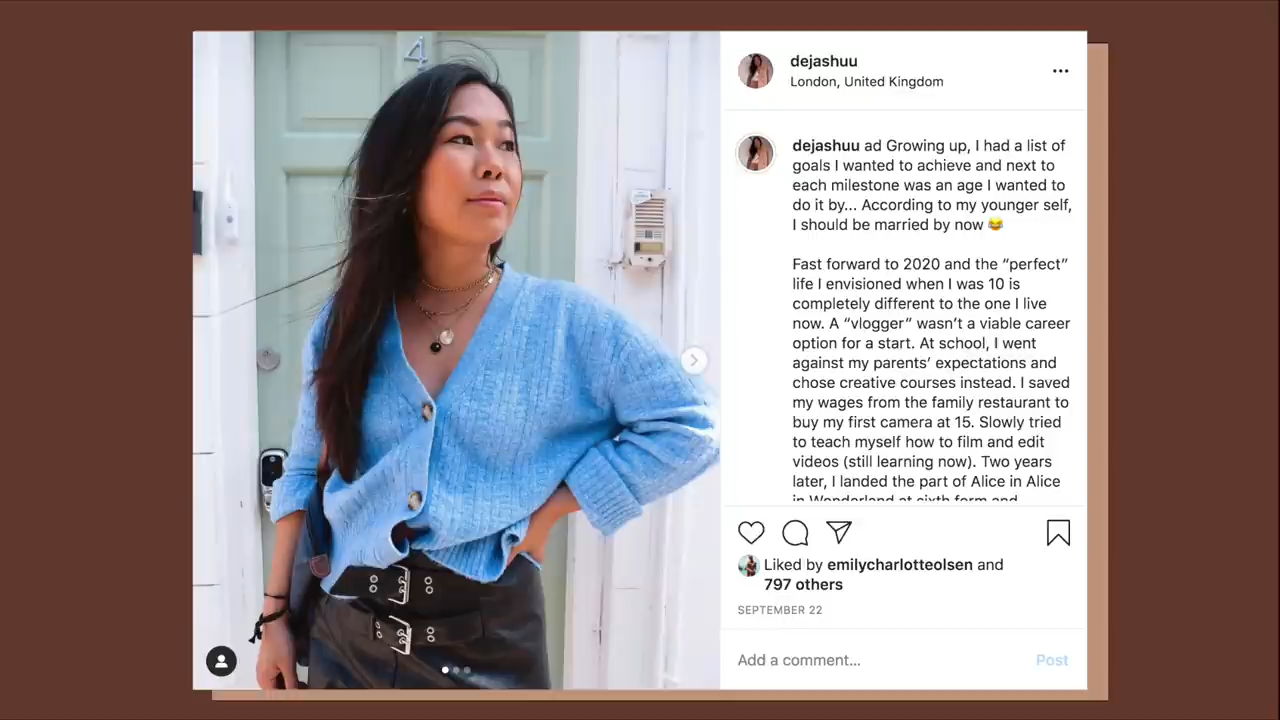 4
dejashuu
London, United Kingdom
dejashuu ad Growing up, I had a list of
goals I wanted to achieve and next to
each milestone was an age I wanted to
do it by... According to my younger self,
I should be married by now 😂
Fast forward to 2020 and the “perfect”
life I envisioned when I was 10 is
completely different to the one I live
now. A “vlogger” wasn’t a viable career
option for a start. At school, I went
against my parents’ expectations and
chose creative courses instead. I saved
my wages from the family restaurant to
buy my first camera at 15. Slowly tried
to teach myself how to film and edit
videos (still learning now). Two years
later, I landed the part of Alice in Alice
in Wonderland at sixth form and
Liked by emilycharlotteolsen and
797 others
SEPTEMBER 22
Add a comment...
Post